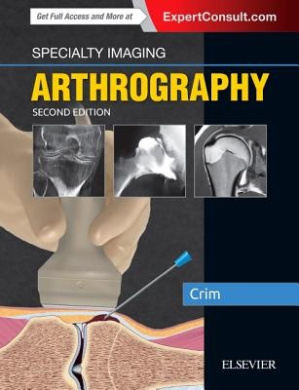 Get Full Access and More at
ExpertConsult.com
SPECIALTY IMAGING
ARTHROGRAPHY
SECOND EDITION
Crim
ELSEVIER